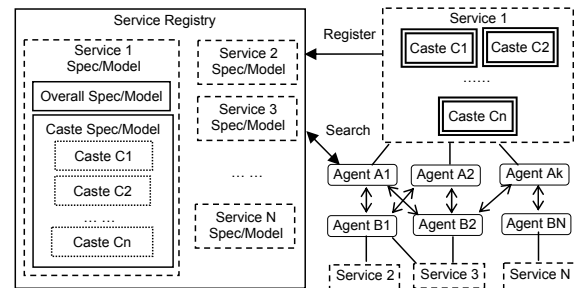 Service Registry
Service 1
Spec/Model
Overall Spec/Model
Caste Spec/Model
Caste C1
Caste C2
... ...
Caste Cn
Service 2
Spec/Model
Service 3
Spec/Model
... ...
Service N
Spec/Model
Register
Search
Service 1
Caste C1
Caste C2
......
Caste Cn
Agent A1
Agent A2
Agent Ak
Agent B1
Agent B2
Agent BN
Service 2
Service 3
Service N